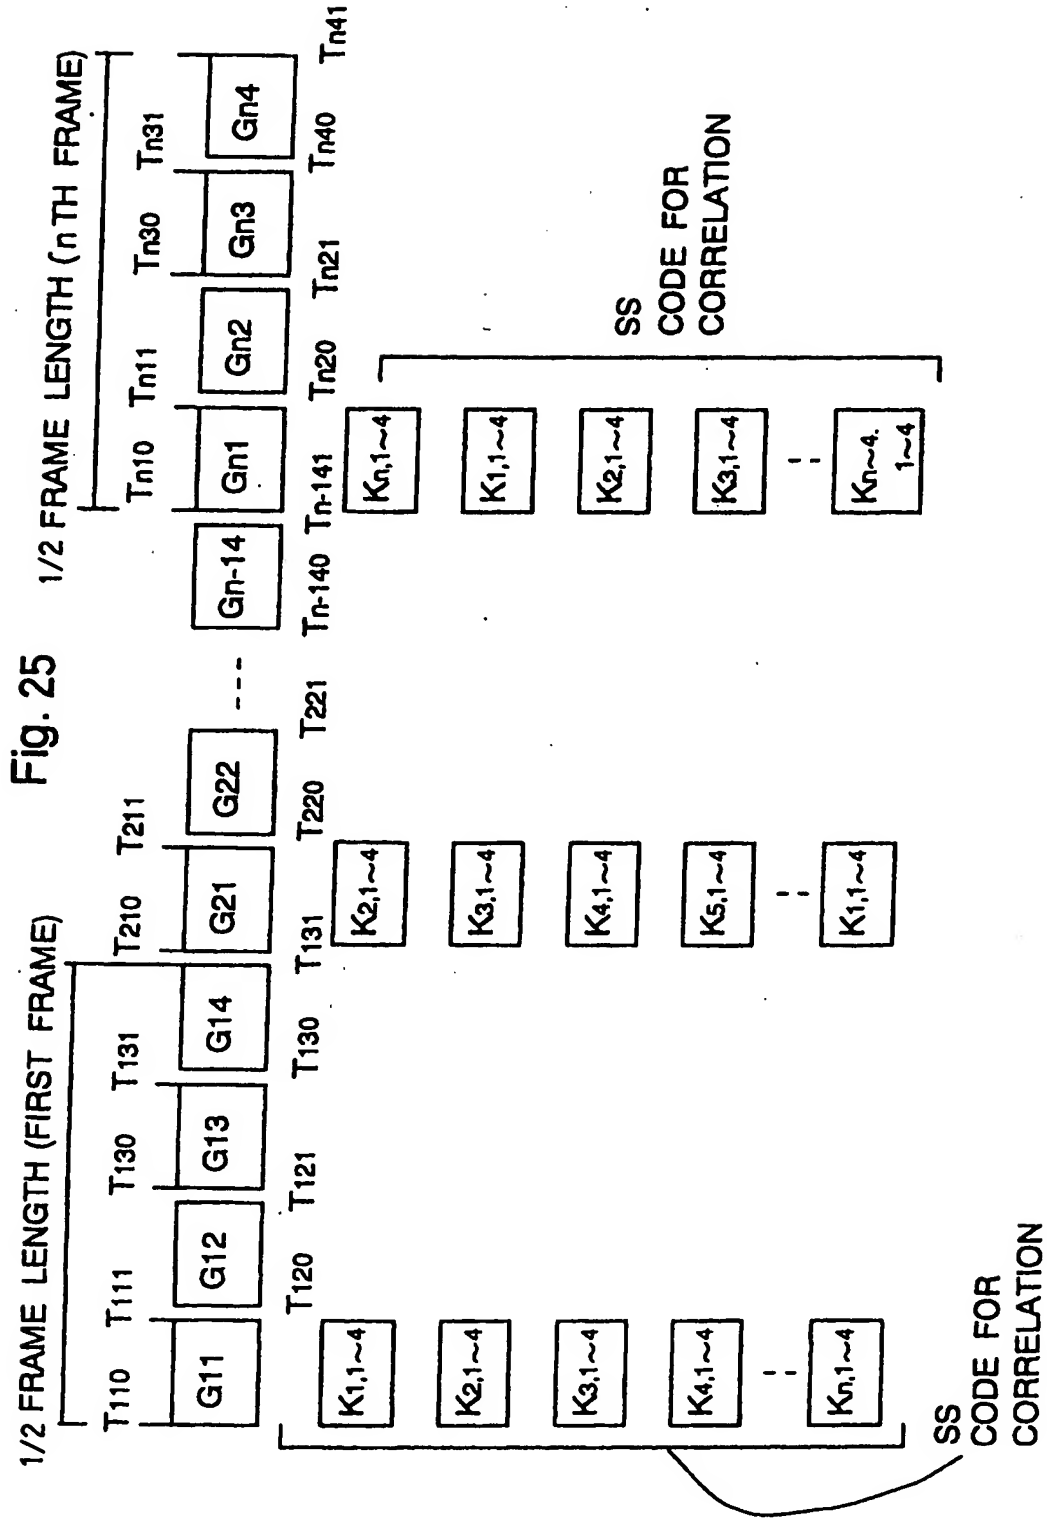 Fig. 25
1/2 FRAME LENGTH (FIRST FRAME)
1/2 FRAME LENGTH (nTH FRAME)
T110
T111
T130
T131
T210
T211
Tn10
Tn11
Tn30
Tn31
G11
G12
G13
G14
G21
G22
---
Gn-14
Gn1
Gn2
Gn3
Gn4
T120
T121
T130
T131
T220
T221
Tn-140
Tn-141
Tn20
Tn21
Tn40
Tn41
K1,1~4
K2,1~4
K3,1~4
K4,1~4
--
Kn,1~4
K2,1~4
K3,1~4
K4,1~4
K5,1~4
--
K1,1~4
Kn,1~4
K1,1~4
K2,1~4
K3,1~4
--
Kn~4.
1~4
SS
CODE FOR
CORRELATION
SS
CODE FOR
CORRELATION